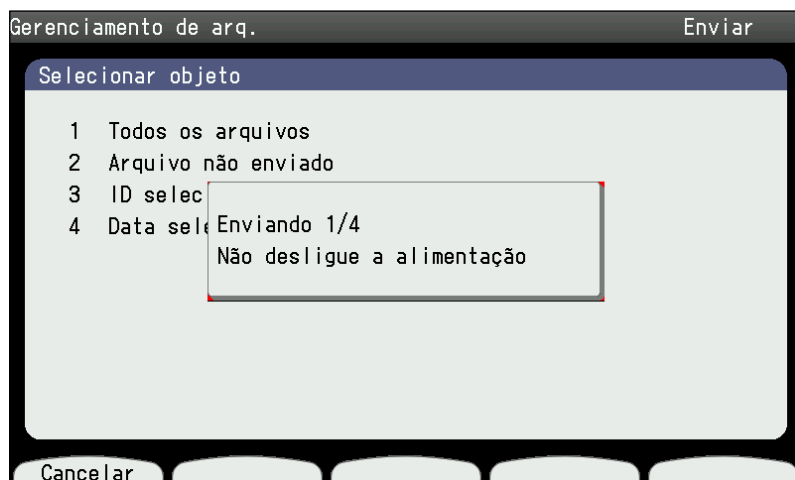 Gerenciamento de arq. Enviar
Selecionar objeto
1 Todos os arquivos
2 Arquivo não enviado
3 ID selec
4 Data sele
Enviando 1/4
Não desligue a alimentação
Cancelar